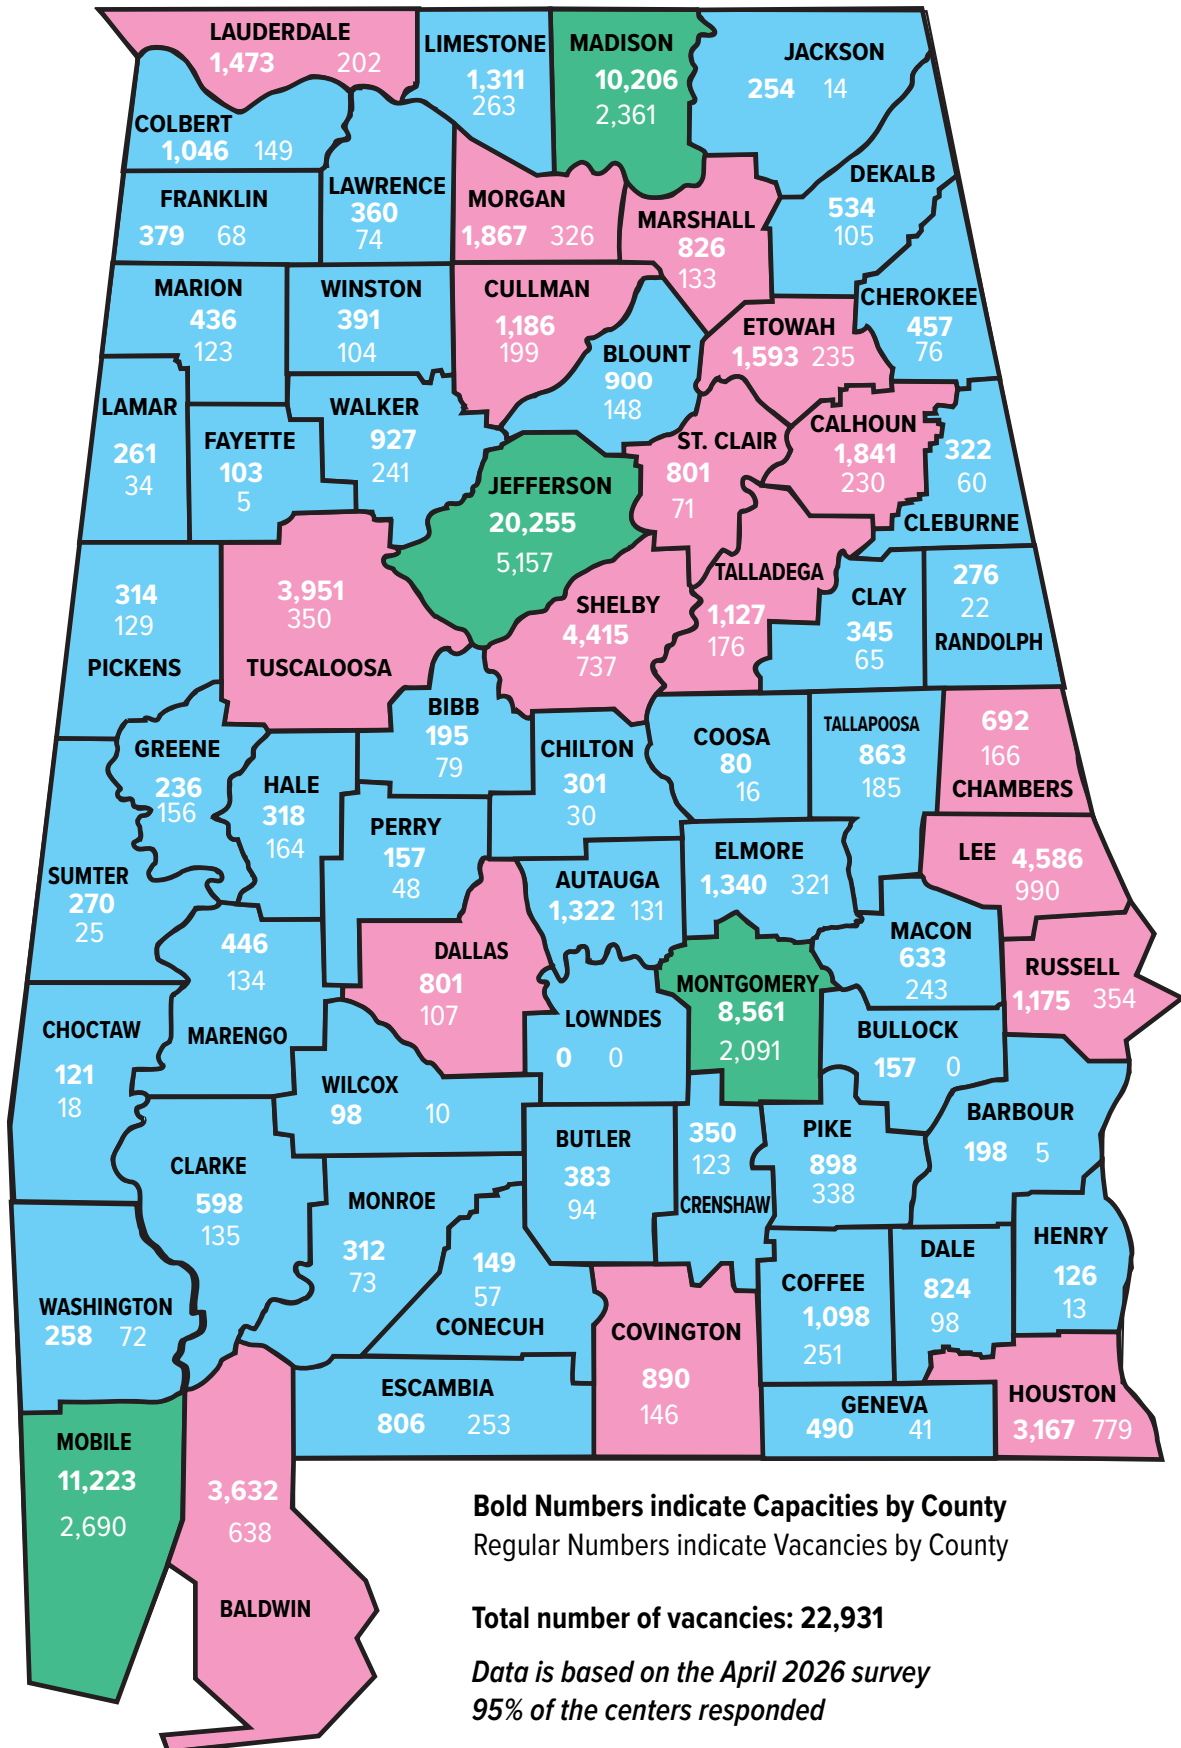 LAUDERDALE
1,473 202
LIMESTONE
1,311
263
MADISON
10,206
2,361
JACKSON
254 14
COLBERT
1,046 149
FRANKLIN
379 68
LAWRENCE
360
74
MORGAN
1,867 326
MARSHALL
826
133
DEKALB
534
105
MARION
436
123
WINSTON
391
104
CULLMAN
1,186
199
BLOUNT
900
148
ETOWAH
1,593 235
CHEROKEE
457
76
LAMAR
261
34
FAYETTE
103
5
WALKER
927
241
JEFFERSON
20,255
5,157
ST. CLAIR
801
71
CALHOUN
1,841
230
322
60
CLEBURNE
314
129
PICKENS
3,951
350
TUSCALOOSA
SHELBY
4,415
737
TALLADEGA
1,127
176
CLAY
345
65
276
22
RANDOLPH
GREENE
236
156
HALE
318
164
BIBB
195
79
CHILTON
301
30
COOSA
80
16
TALLAPOOSA
863
185
692
166
CHAMBERS
SUMTER
270
25
PERRY
157
48
AUTAUGA
1,322 131
ELMORE
1,340 321
LEE 4,586
990
446
134
MARENGO
DALLAS
801
107
LOWNDES
0 0
MONTGOMERY
8,561
2,091
MACON
633
243
RUSSELL
1,175 354
CHOCTAW
121
18
WILCOX
98 10
BULLOCK
157 0
BARBOUR
198 5
CLARKE
598
135
MONROE
312
73
BUTLER
383
94
350
123
CRENSHAW
PIKE
898
338
WASHINGTON
258 72
149
57
CONECUH
COVINGTON
890
146
COFFEE
1,098
251
DALE
824
98
HENRY
126
13
ESCAMBIA
806 253
GENEVA
490 41
HOUSTON
3,167 779
MOBILE
11,223
2,690
3,632
638
BALDWIN
Bold Numbers indicate Capacities by County
Regular Numbers indicate Vacancies by County
Total number of vacancies: 22,931
Data is based on the April 2026 survey
95% of the centers responded